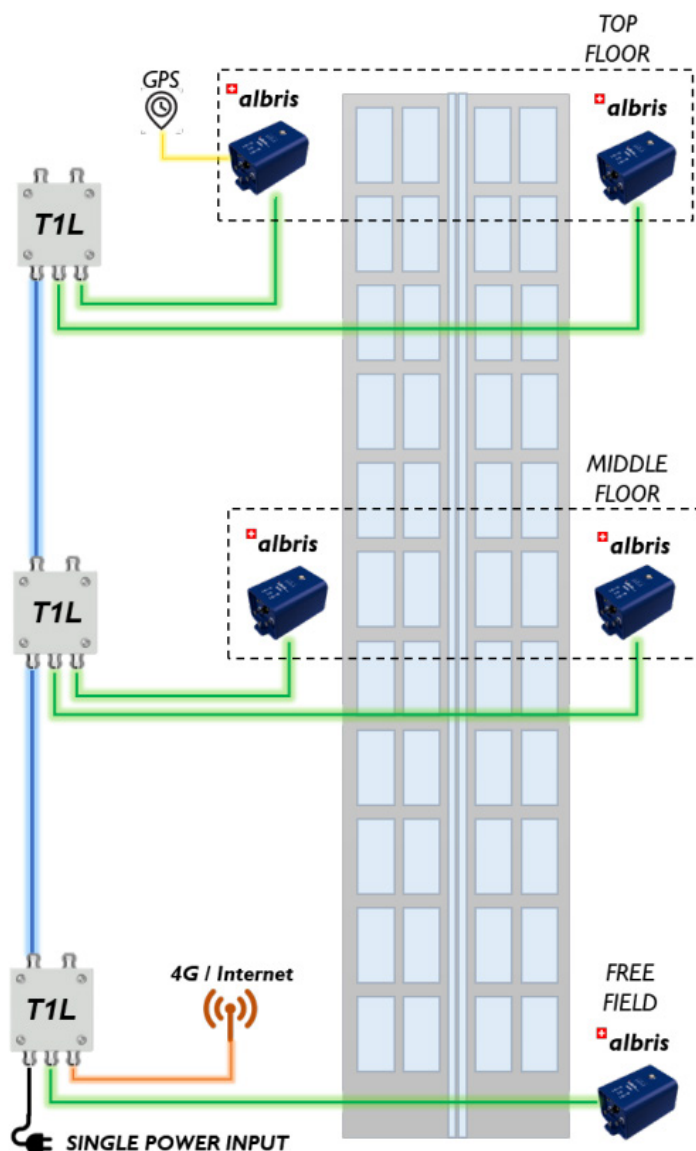 TOP
FLOOR
GPS
albris
albris
T1L
MIDDLE
FLOOR
albris
albris
T1L
4G / Internet
FREE
FIELD
T1L
albris
SINGLE POWER INPUT